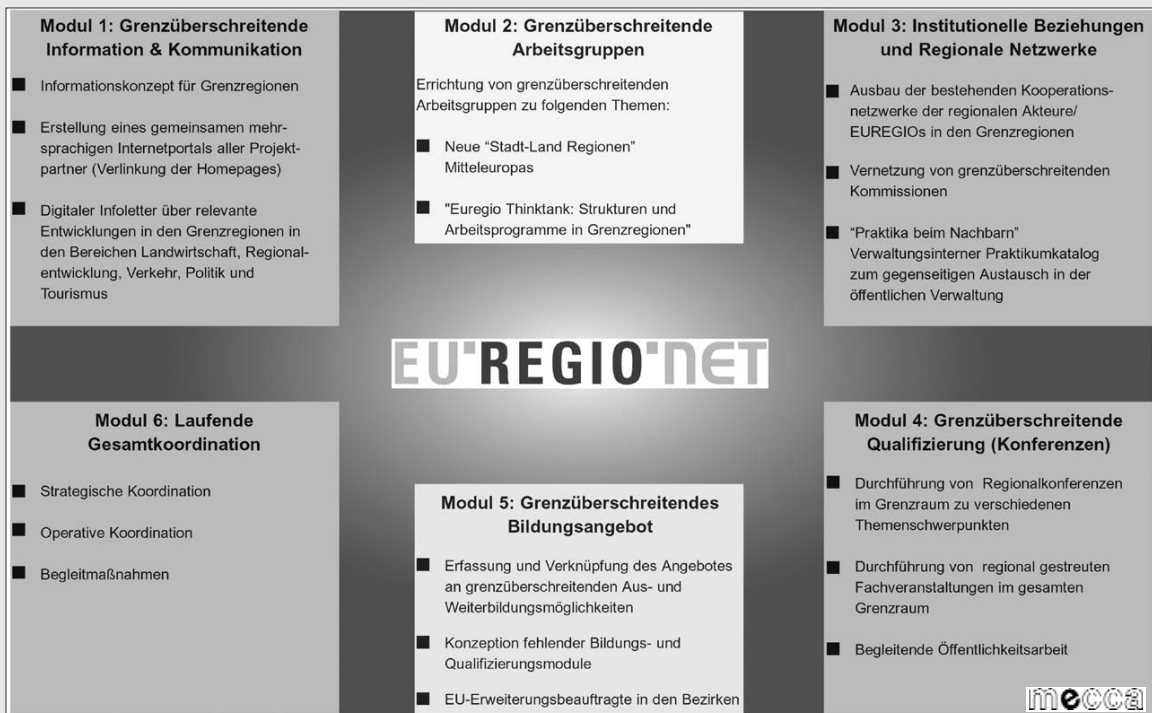 Modul 1: Grenzüberschreitende
Information & Kommunikation
■ Informationskonzept für Grenzregionen
■ Erstellung eines gemeinsamen mehr-
sprachigen Internetportals aller Projekt-
partner (Verlinkung der Homepages)
■ Digitaler Infoletter über relevante
Entwicklungen in den Grenzregionen in
den Bereichen Landwirtschaft, Regional-
entwicklung, Verkehr, Politik und
Tourismus
Modul 2: Grenzüberschreitende
Arbeitsgruppen
Errichtung von grenzüberschreitenden
Arbeitsgruppen zu folgenden Themen:
■ Neue “Stadt-Land Regionen”
Mitteleuropas
■ "Euregio Thinktank: Strukturen und
Arbeitsprogramme in Grenzregionen"
Modul 3: Institutionelle Beziehungen
und Regionale Netzwerke
■ Ausbau der bestehenden Kooperations-
netzwerke der regionalen Akteure/
EUREGIOs in den Grenzregionen
■ Vernetzung von grenzüberschreitenden
Kommissionen
■ “Praktika beim Nachbarn”
Verwaltungsinterner Praktikumkatalog
zum gegenseitigen Austausch in der
öffentlichen Verwaltung
EU REGIO NET
Modul 6: Laufende
Gesamtkoordination
■ Strategische Koordination
■ Operative Koordination
■ Begleitmaßnahmen
Modul 5: Grenzüberschreitendes
Bildungsangebot
■ Erfassung und Verknüpfung des Angebotes
an grenzüberschreitenden Aus- und
Weiterbildungsmöglichkeiten
■ Konzeption fehlender Bildungs- und
Qualifizierungsmodule
■ EU-Erweiterungsbeauftragte in den Bezirken
Modul 4: Grenzüberschreitende
Qualifizierung (Konferenzen)
■ Durchführung von Regionalkonferenzen
im Grenzraum zu verschiedenen
Themenschwerpunkten
■ Durchführung von regional gestreuten
Fachveranstaltungen im gesamten
Grenzraum
■ Begleitende Öffentlichkeitsarbeit
mecca